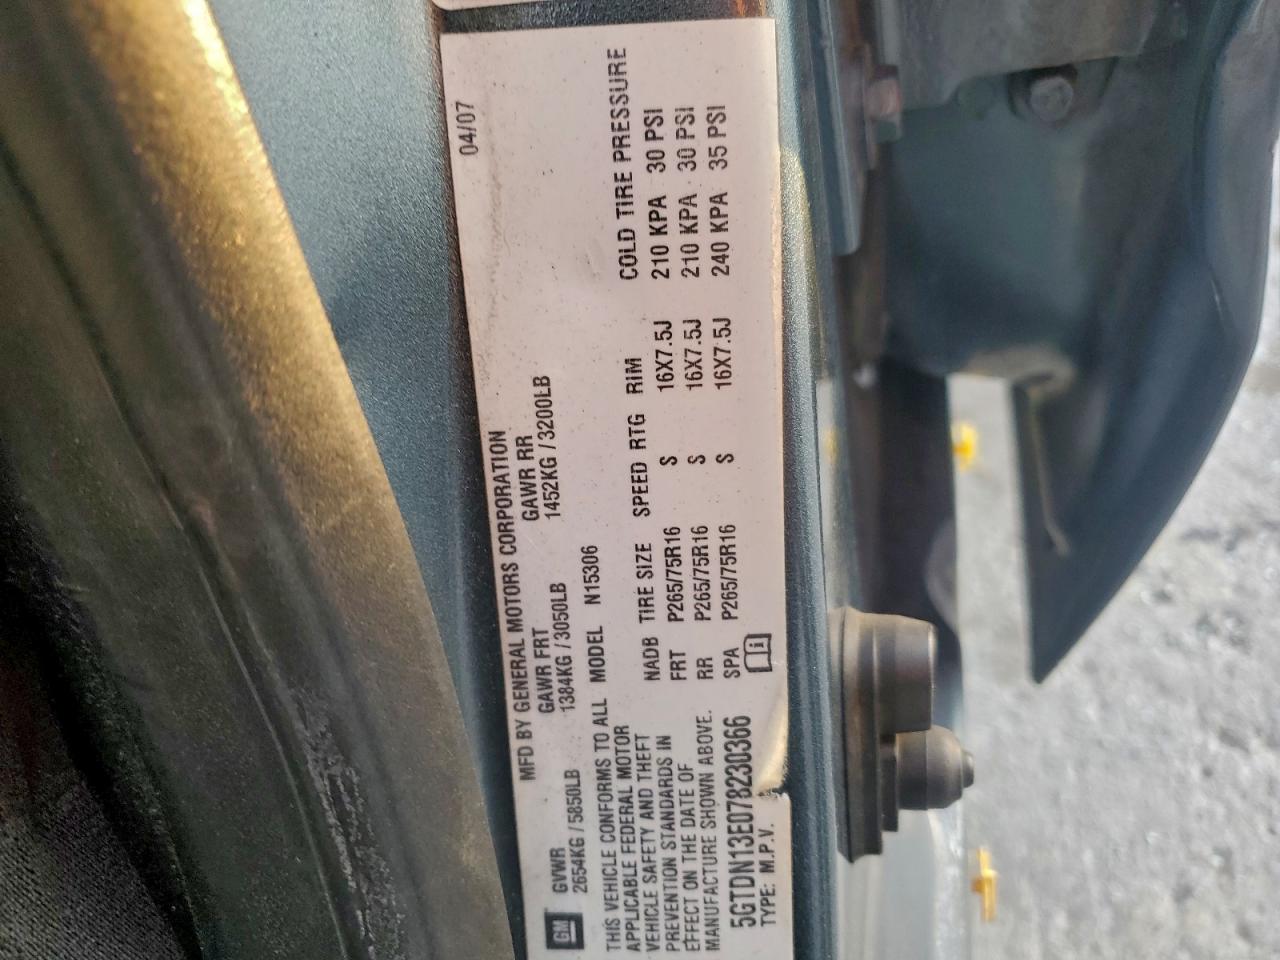 MFD BY GENERAL MOTORS CORPORATION 04/07
GM
GVWR GAWR FRT GAWR RR
2654KG / 5850LB 1384KG / 3050LB 1452KG / 3200LB
THIS VEHICLE CONFORMS TO ALL
APPLICABLE FEDERAL MOTOR
VEHICLE SAFETY AND THEFT
PREVENTION STANDARDS IN
EFFECT ON THE DATE OF
MANUFACTURE SHOWN ABOVE.
5GTDN13E078230366
TYPE: M.P.V.
MODEL N15306
NADB TIRE SIZE SPEED RTG RIM COLD TIRE PRESSURE
FRT P265/75R16 S 16X7.5J 210 KPA 30 PSI
RR P265/75R16 S 16X7.5J 210 KPA 30 PSI
SPA P265/75R16 S 16X7.5J 240 KPA 35 PSI